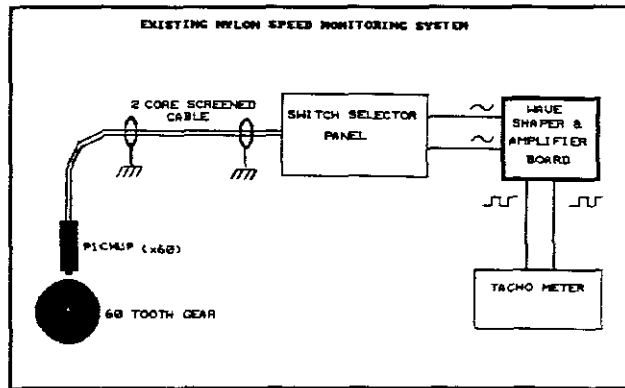 EXISTING NYLON SPEED MONITORING SYSTEM
2 CORE SCREENED
CABLE
SWITCH SELECTOR
PANEL
WAVE
SHAPER &
AMPLIFIER
BOARD
PICKUP (x60)
60 TOOTH GEAR
TACHO METER